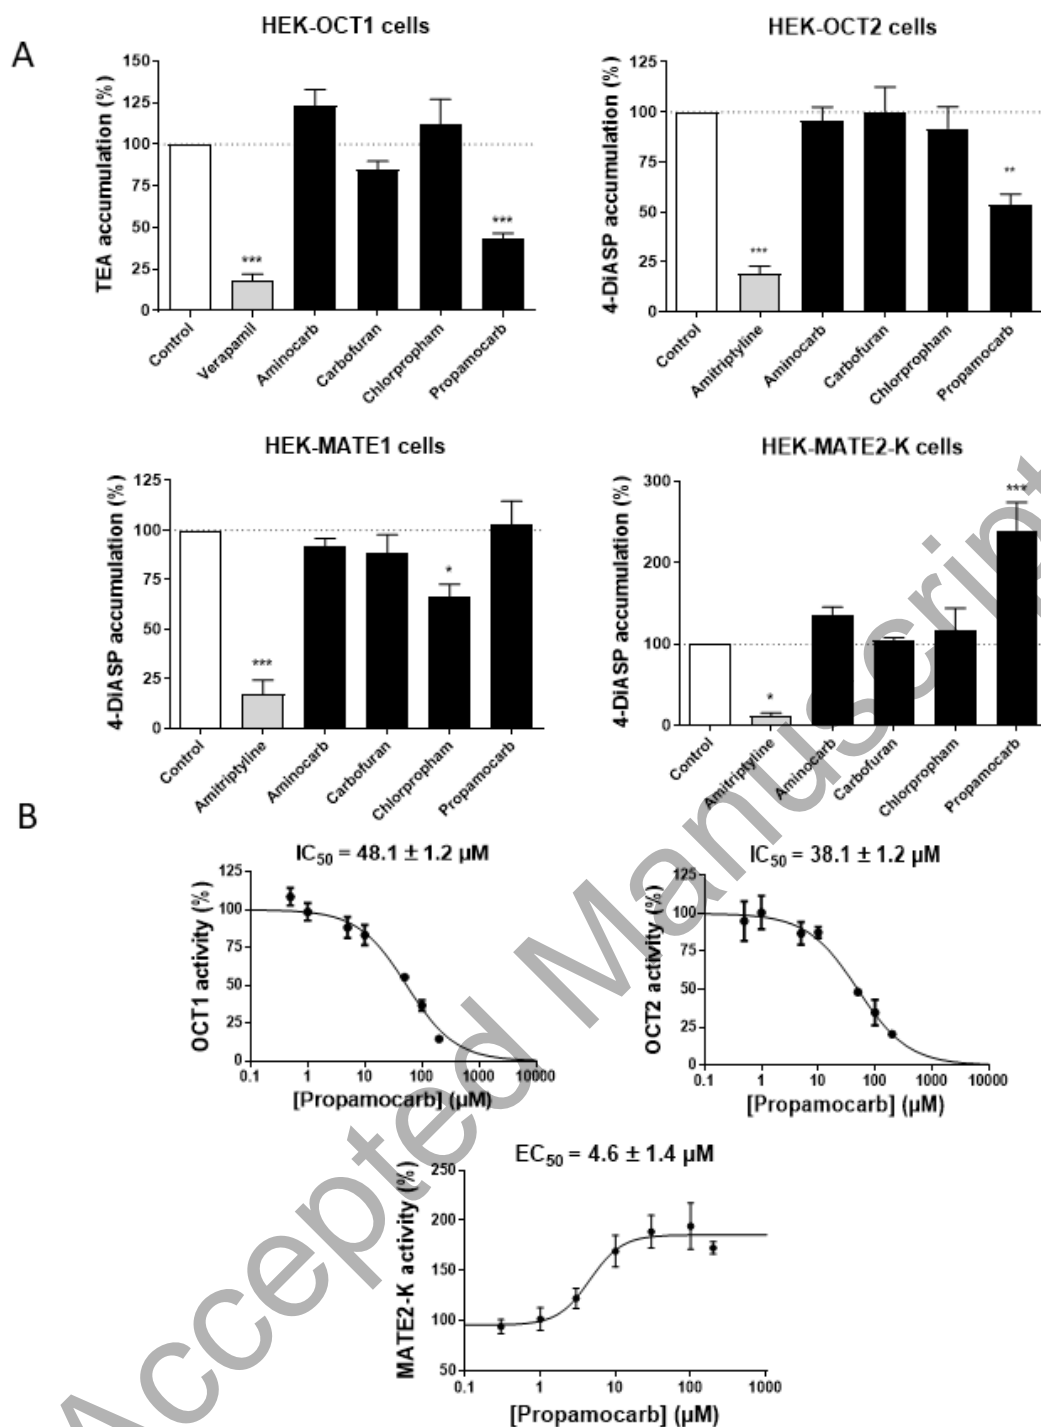 A
HEK-OCT1 cells
TEA accumulation (%)
150
125
100
75
50
25
0
***
***
Control
Verapamil
Aminocarb
Carbofuran
Chlorpropham
Propamocarb
HEK-OCT2 cells
4-DiASP accumulation (%)
125
100
75
50
25
0
***
**
Control
Amitriptyline
Aminocarb
Carbofuran
Chlorpropham
Propamocarb
HEK-MATE1 cells
4-DiASP accumulation (%)
125
100
75
50
25
0
***
*
Control
Amitriptyline
Aminocarb
Carbofuran
Chlorpropham
Propamocarb
HEK-MATE2-K cells
4-DiASP accumulation (%)
300
200
100
0
*
***
Control
Amitriptyline
Aminocarb
Carbofuran
Chlorpropham
Propamocarb
B
IC50 = 48.1 ± 1.2 µM
OCT1 activity (%)
125
100
75
50
25
0
0.1 1 10 100 1000 10000
[Propamocarb] (µM)
IC50 = 38.1 ± 1.2 µM
OCT2 activity (%)
125
100
75
50
25
0
0.1 1 10 100 1000 10000
[Propamocarb] (µM)
EC50 = 4.6 ± 1.4 µM
MATE2-K activity (%)
250
200
150
100
50
0.1 1 10 100 1000
[Propamocarb] (µM)
Accepted Manuscript